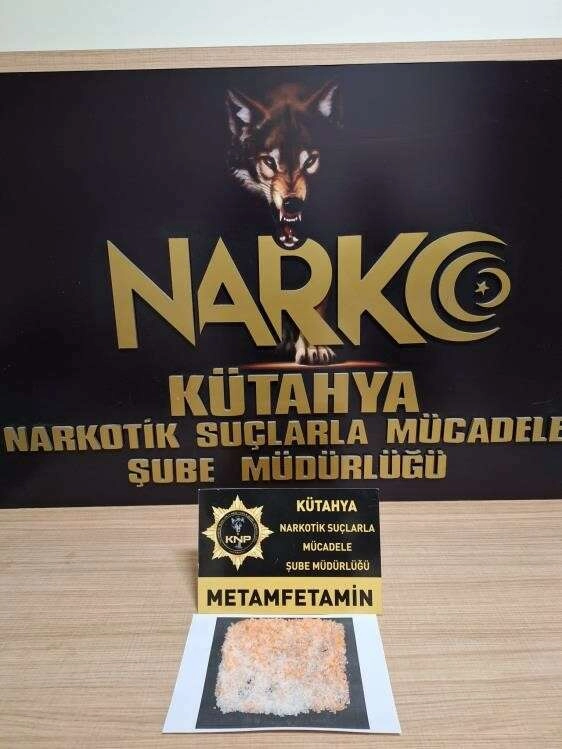 NARKO
KÜTAHYA
NARKOTİK SUÇLARLA MÜCADELE
ŞUBE MÜDÜRLÜĞÜ
KNP
KÜTAHYA
NARKOTİK SUÇLARLA
MÜCADELE
ŞUBE MÜDÜRLÜĞÜ
METAMFETAMİN